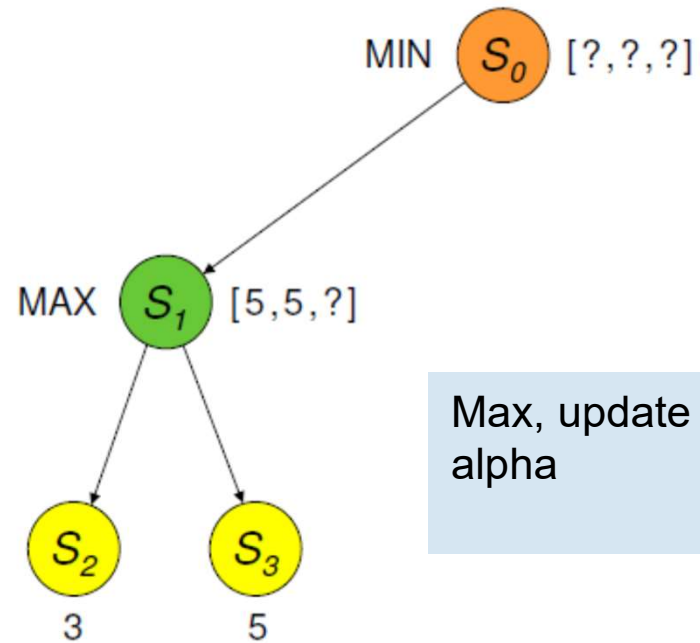 MIN S₀ [?,?,?]
MAX S₁ [5,5,?]
Max, update
alpha
S₂ S₃
3 5